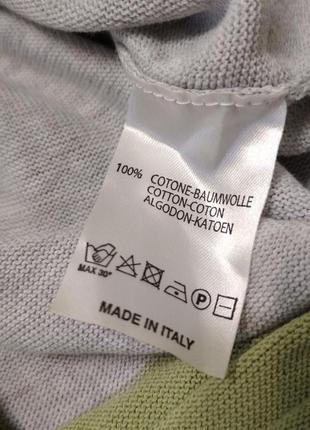 100% COTONE-BAUMWOLLE
COTTON-COTON
ALGODON-KATOEN
MAX 30°
P
MADE IN ITALY